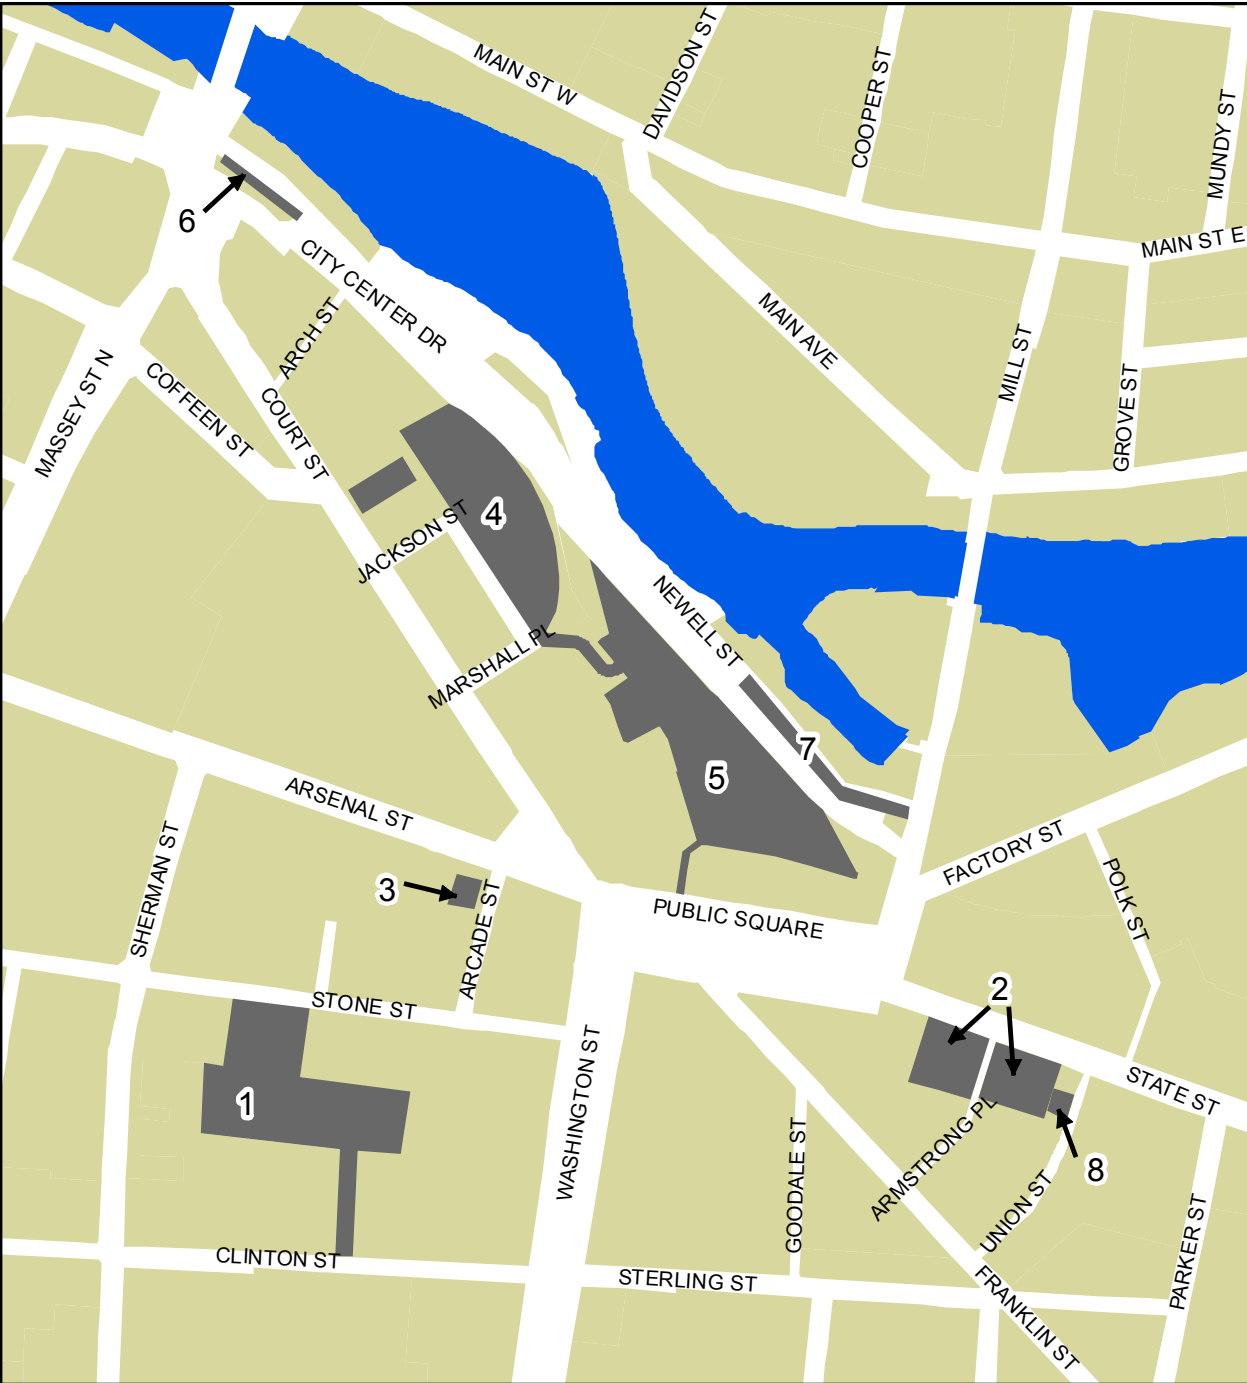 MAIN ST W
DAVIDSON ST
COOPER ST
MUNDY ST
MAIN ST E
6
CITY CENTER DR
ARCH ST
MAIN AVE
MILL ST
GROVE ST
MASSEY ST N
COFFEEN ST
COURT ST
4
JACKSON ST
NEWELL ST
MARSHALL PL
7
5
ARSENAL ST
SHERMAN ST
3
ARCADE ST
PUBLIC SQUARE
FACTORY ST
POLK ST
2
STONE ST
1
WASHINGTON ST
STATE ST
ARMSTRONG PL
8
GOODALE ST
UNION ST
PARKER ST
CLINTON ST
STERLING ST
FRANKLIN ST